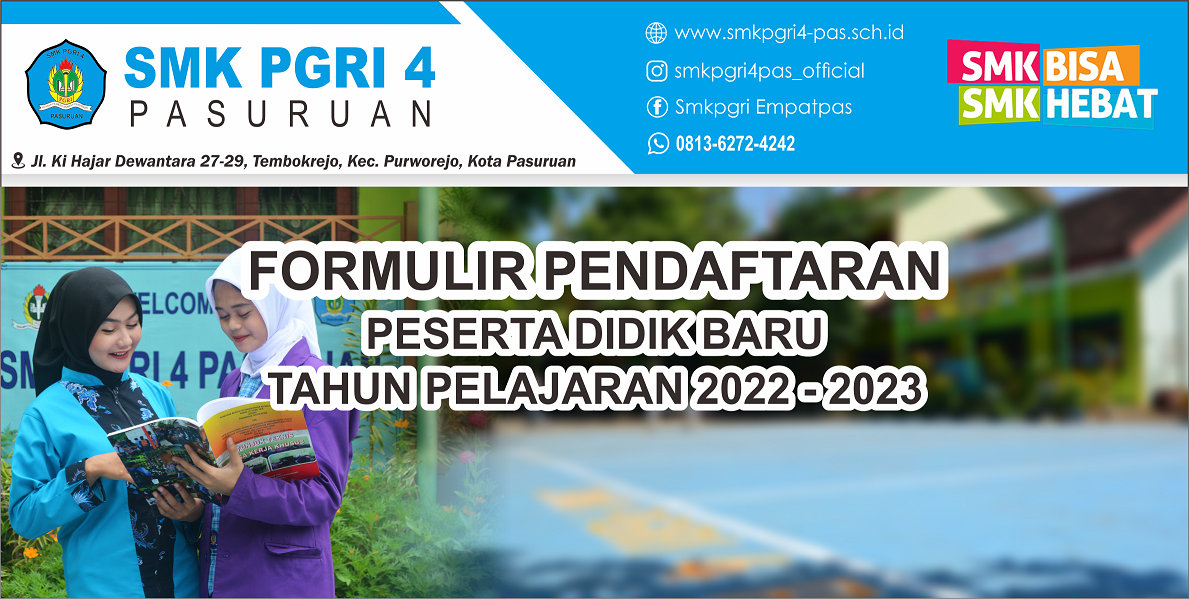 SMK PGRI 4
PASURUAN
PASURUAN
Jl. Ki Hajar Dewantara 27-29, Tembokrejo, Kec. Purworejo, Kota Pasuruan
www.smkpgri4-pas.sch.id
smkpgri4pas_official
Smkpgri Empatpas
0813-6272-4242
SMK BISA
SMK HEBAT
FORMULIR PENDAFTARAN
PESERTA DIDIK BARU
TAHUN PELAJARAN 2022 - 2023